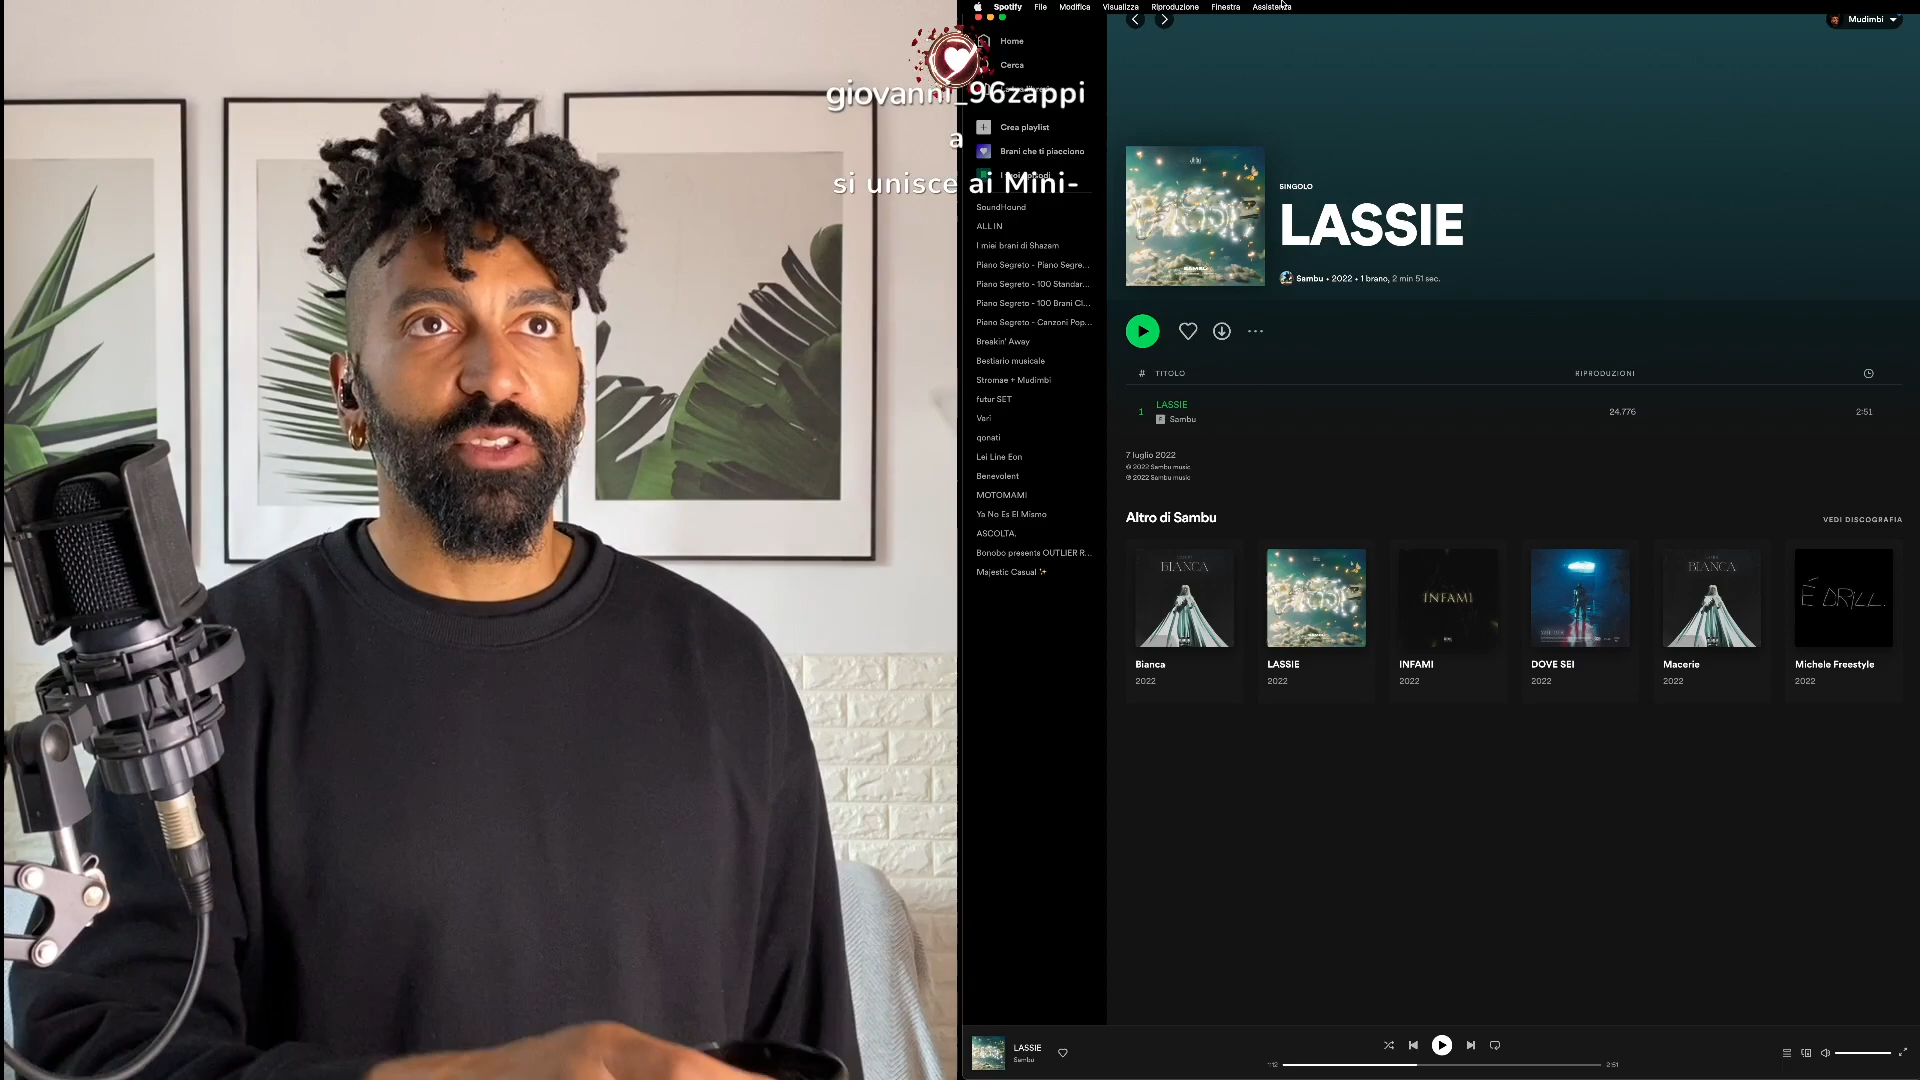 Spotify File Modifica Visualizza Riproduzione Finestra Assistenza
Mudimbi
giovanni_96zappi
a
si unisce ai Mini-
Home
Cerca
Crea playlist
Brani che ti piacciono
SoundHound
ALL IN
I miei brani di Shazam
Piano Segreto - Piano Segre...
Piano Segreto - 100 Standar...
Piano Segreto - 100 Brani Cl...
Piano Segreto - Canzoni Pop...
Breakin' Away
Bestiario musicale
Stromae + Mudimbi
futur SET
Vari
qonati
Lei Line Eon
Benevolent
MOTOMAMI
Ya No Es El Mismo
ASCOLTA.
Bonobo presents OUTLIER R...
Majestic Casual ✨
SINGOLO
LASSIE
Sambu • 2022 • 1 brano, 2 min 51 sec.
# TITOLO RIPRODUZIONI
1 LASSIE 24.776 2:51
E Sambu
7 luglio 2022
© 2022 Sambu music
℗ 2022 Sambu music
Altro di Sambu
VEDI DISCOGRAFIA
BIANCA
INFAMI
BIANCA
É DRILL.
Bianca
2022
LASSIE
2022
INFAMI
2022
DOVE SEI
2022
Macerie
2022
Michele Freestyle
2022
LASSIE
Sambu
1:12
2:51